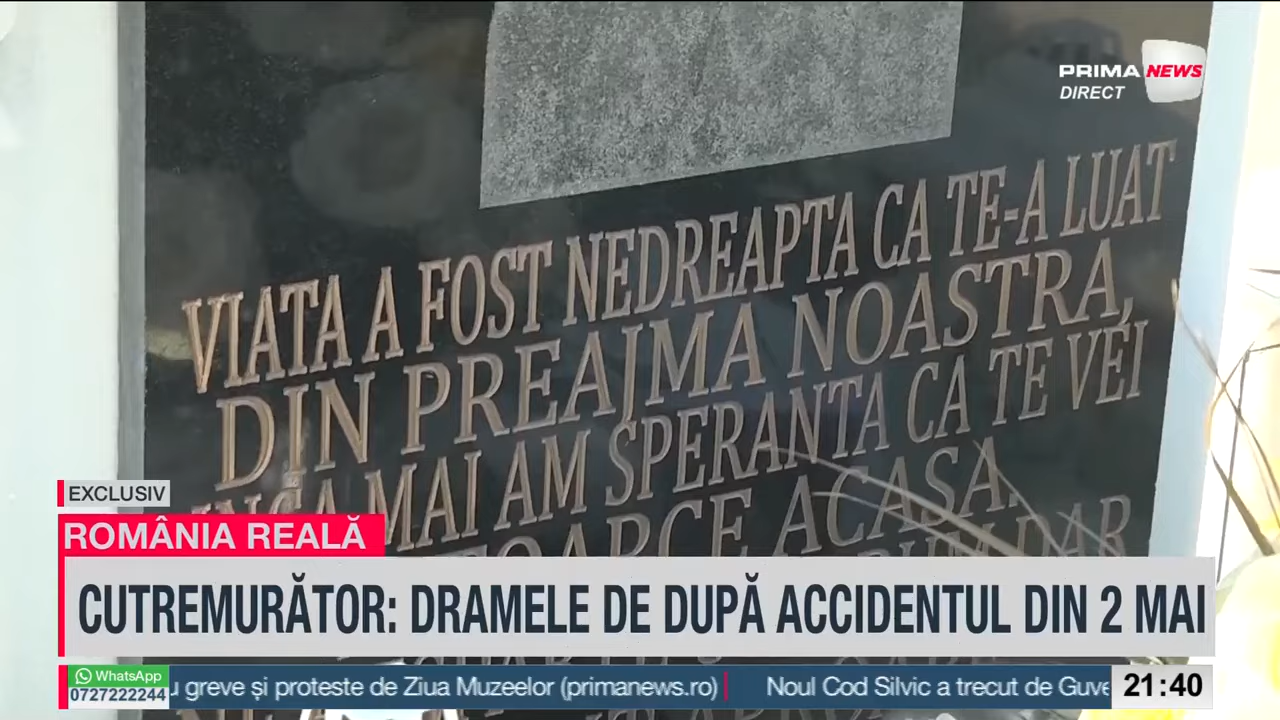 PRIMA NEWS
DIRECT
VIATA A FOST NEDREAPTA CA TE-A LUAT
DIN PREAJMA NOASTRA,
MAI AM SPERANTA CA TE VEI
ACASA.
DAR
EXCLUSIV
ROMÂNIA REALĂ
CUTREMURĂTOR: DRAMELE DE DUPĂ ACCIDENTUL DIN 2 MAI
WhatsApp
0727222244
greve și proteste de Ziua Muzeelor (primanews.ro)
Noul Cod Silvic a trecut de
21:40